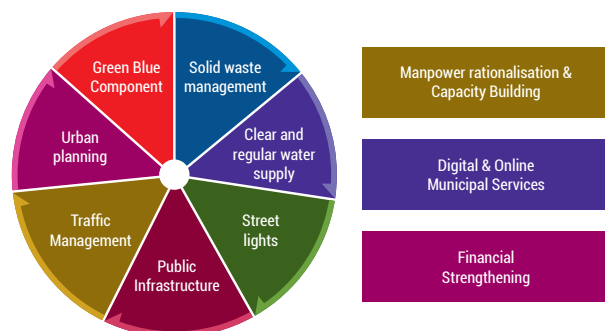 Green Blue
Component
Solid waste
management
Clear and
regular water
supply
Street
lights
Public
Infrastructure
Traffic
Management
Urban
planning
Manpower rationalisation &
Capacity Building
Digital & Online
Municipal Services
Financial
Strengthening